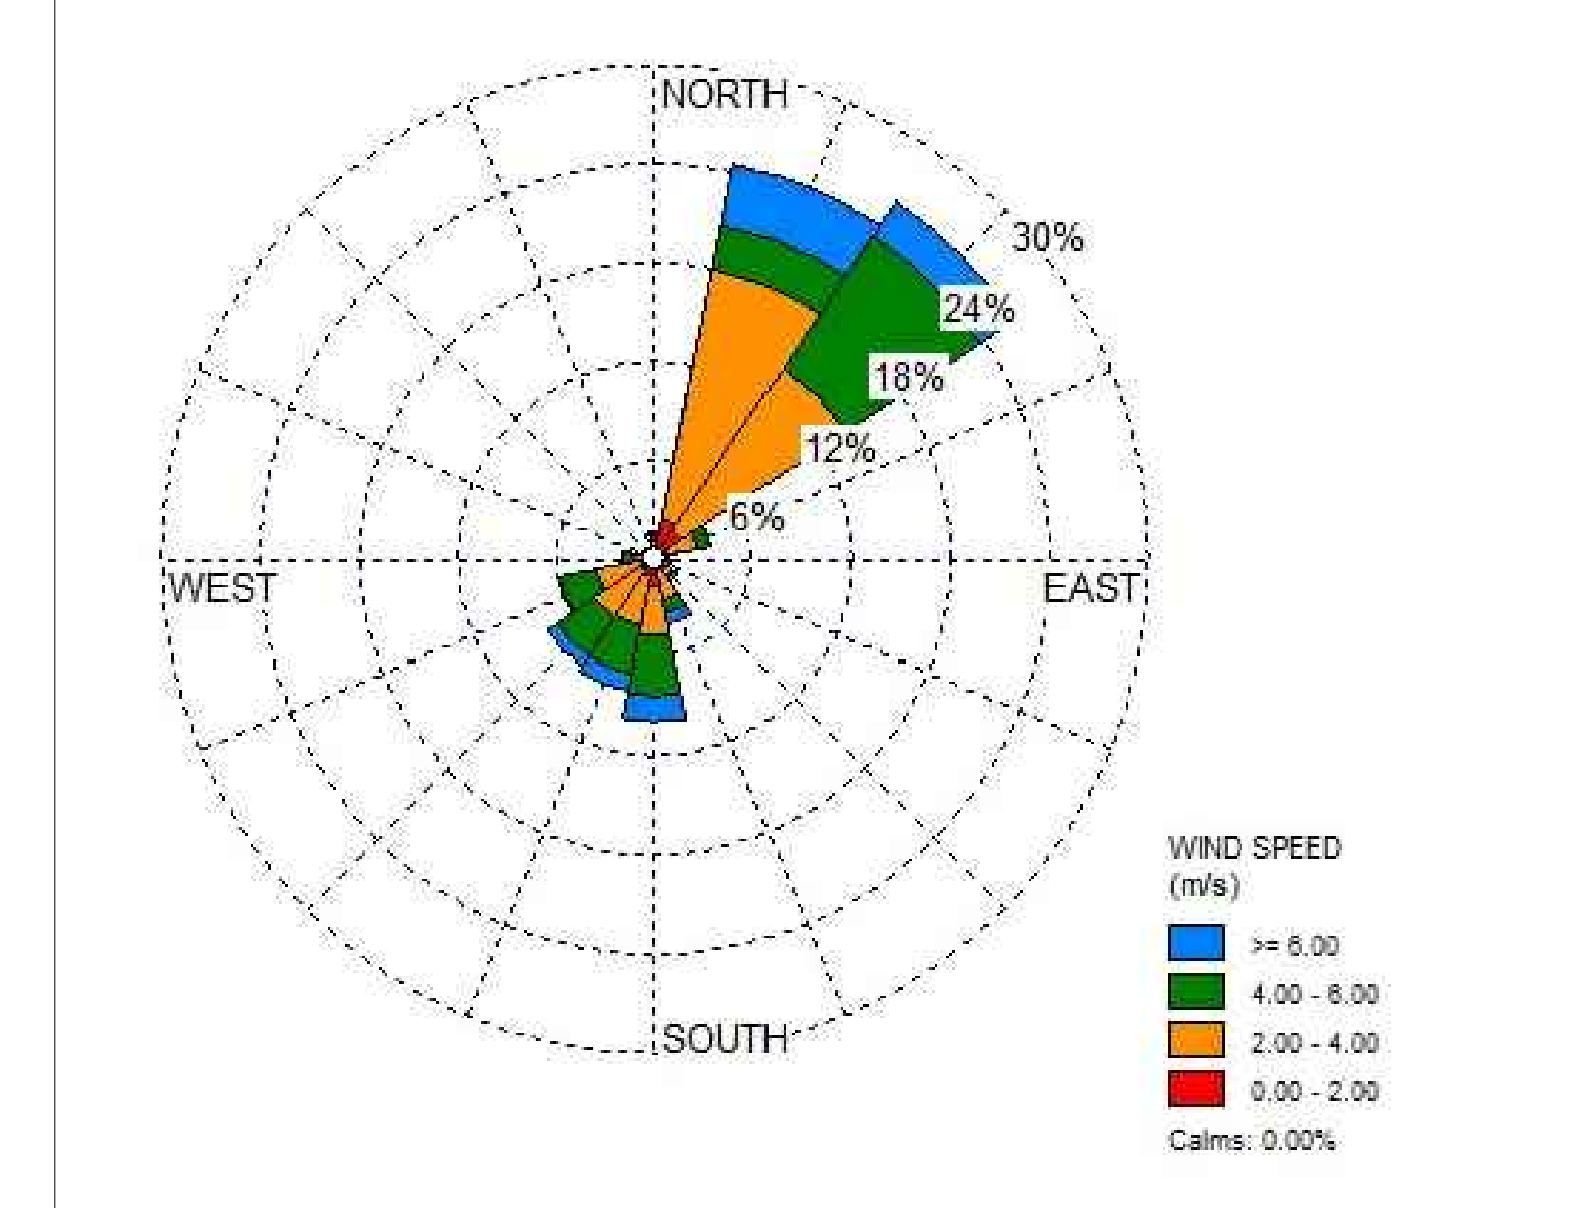 NORTH
30%
24%
18%
12%
6%
WEST
EAST
SOUTH
WIND SPEED
(m/s)
>= 6.00
4.00 - 6.00
2.00 - 4.00
0.00 - 2.00
Calms: 0.00%